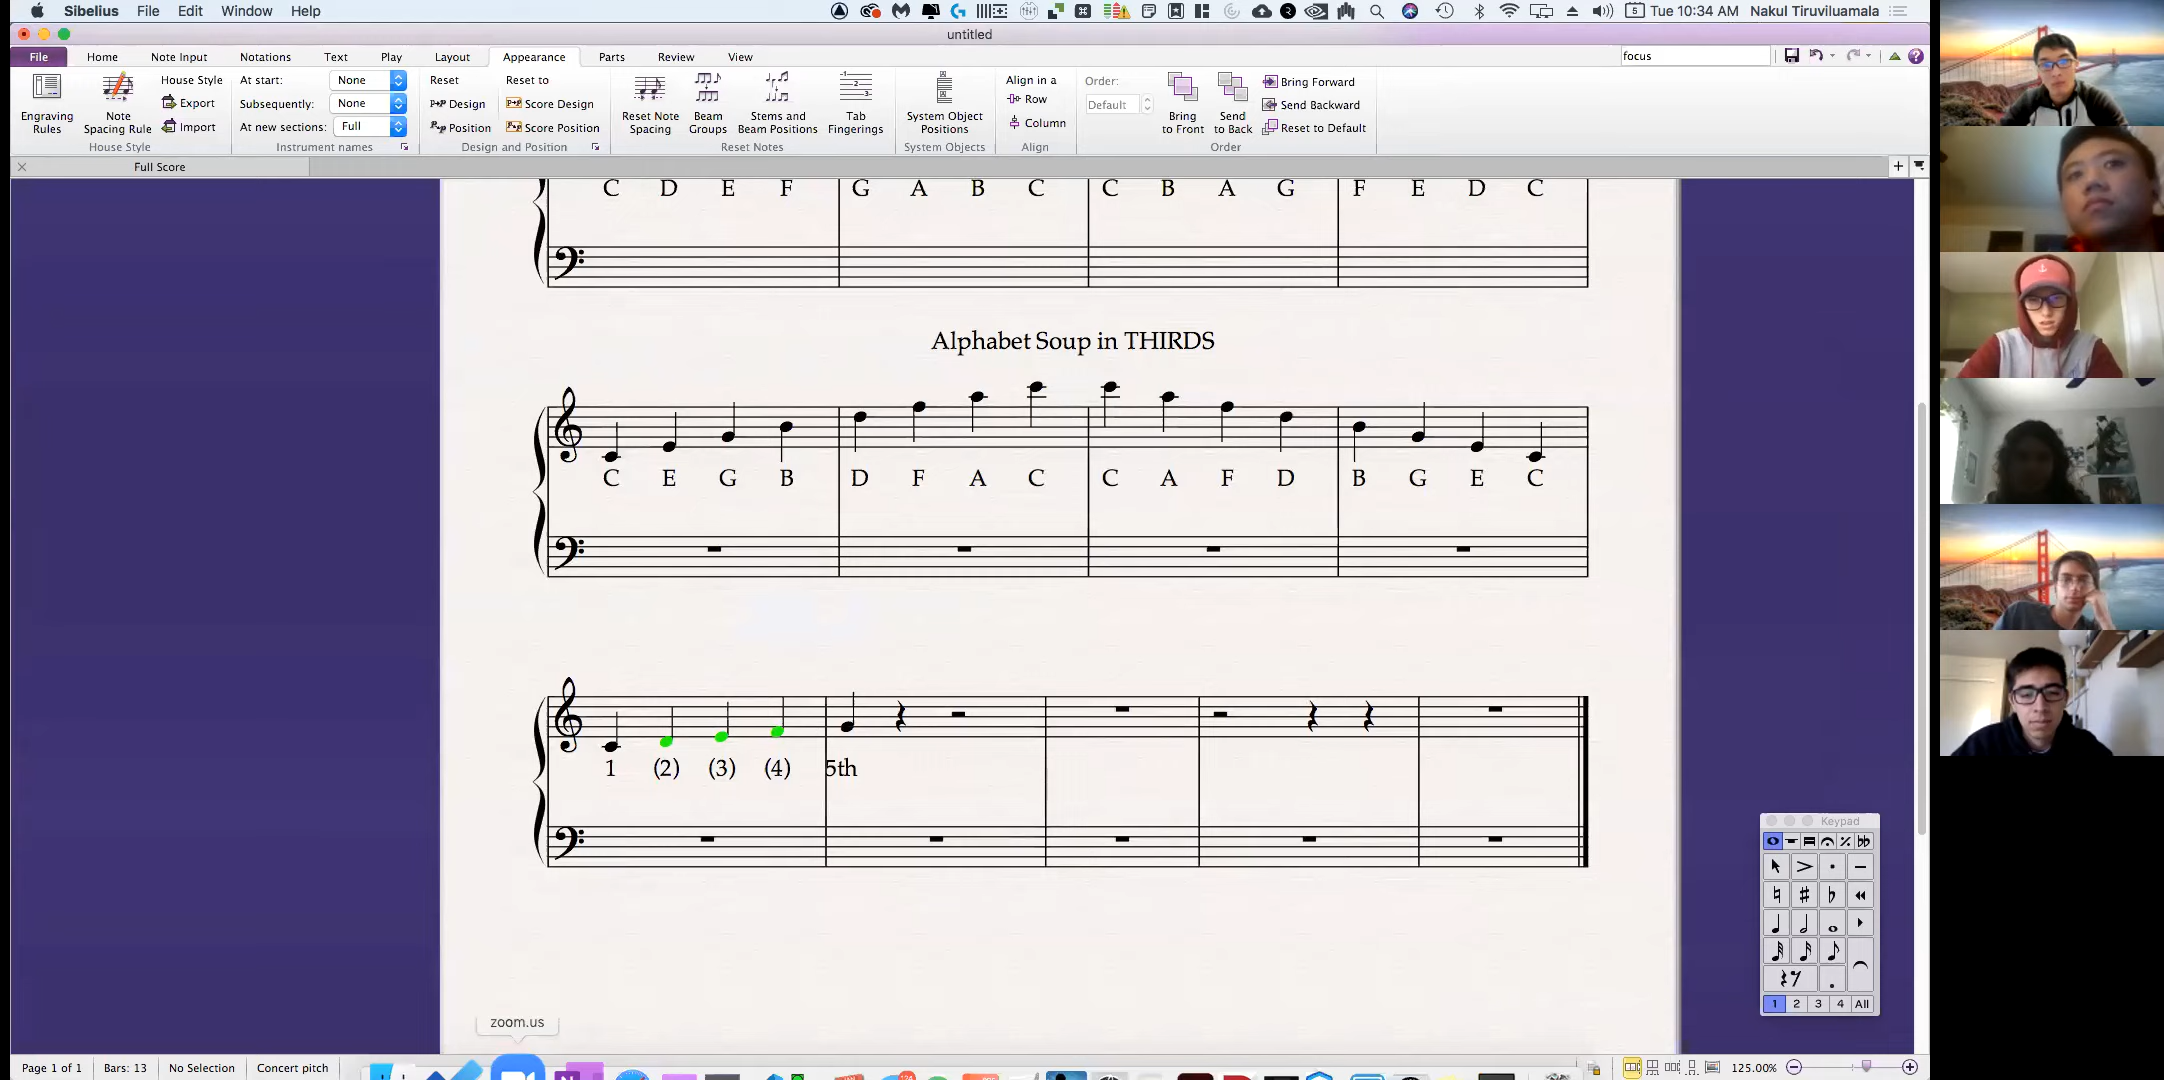 Sibelius File Edit Window Help Tue 10:34 AM Nakul Tiruviluamala
untitled
File Home Note Input Notations Text Play Layout Appearance Parts Review View focus
Engraving Rules
Note Spacing Rule
House Style
Export
Import
House Style
At start: None
Subsequently: None
At new sections: Full
Instrument names
Reset
Design
Position
Reset to
Score Design
Score Position
Design and Position
Reset Note Spacing
Beam Groups
Stems and Beam Positions
Tab Fingerings
Reset Notes
System Object Positions
System Objects
Align in a
Row
Column
Align
Order:
Default
Bring to Front
Send to Back
Bring Forward
Send Backward
Reset to Default
Order
Full Score
C D E F G A B C C B A G F E D C
Alphabet Soup in THIRDS
C E G B D F A C C A F D B G E C
1 (2) (3) (4) 5th
Keypad
1 2 3 4 All
zoom.us
Page 1 of 1 Bars: 13 No Selection Concert pitch 125.00%